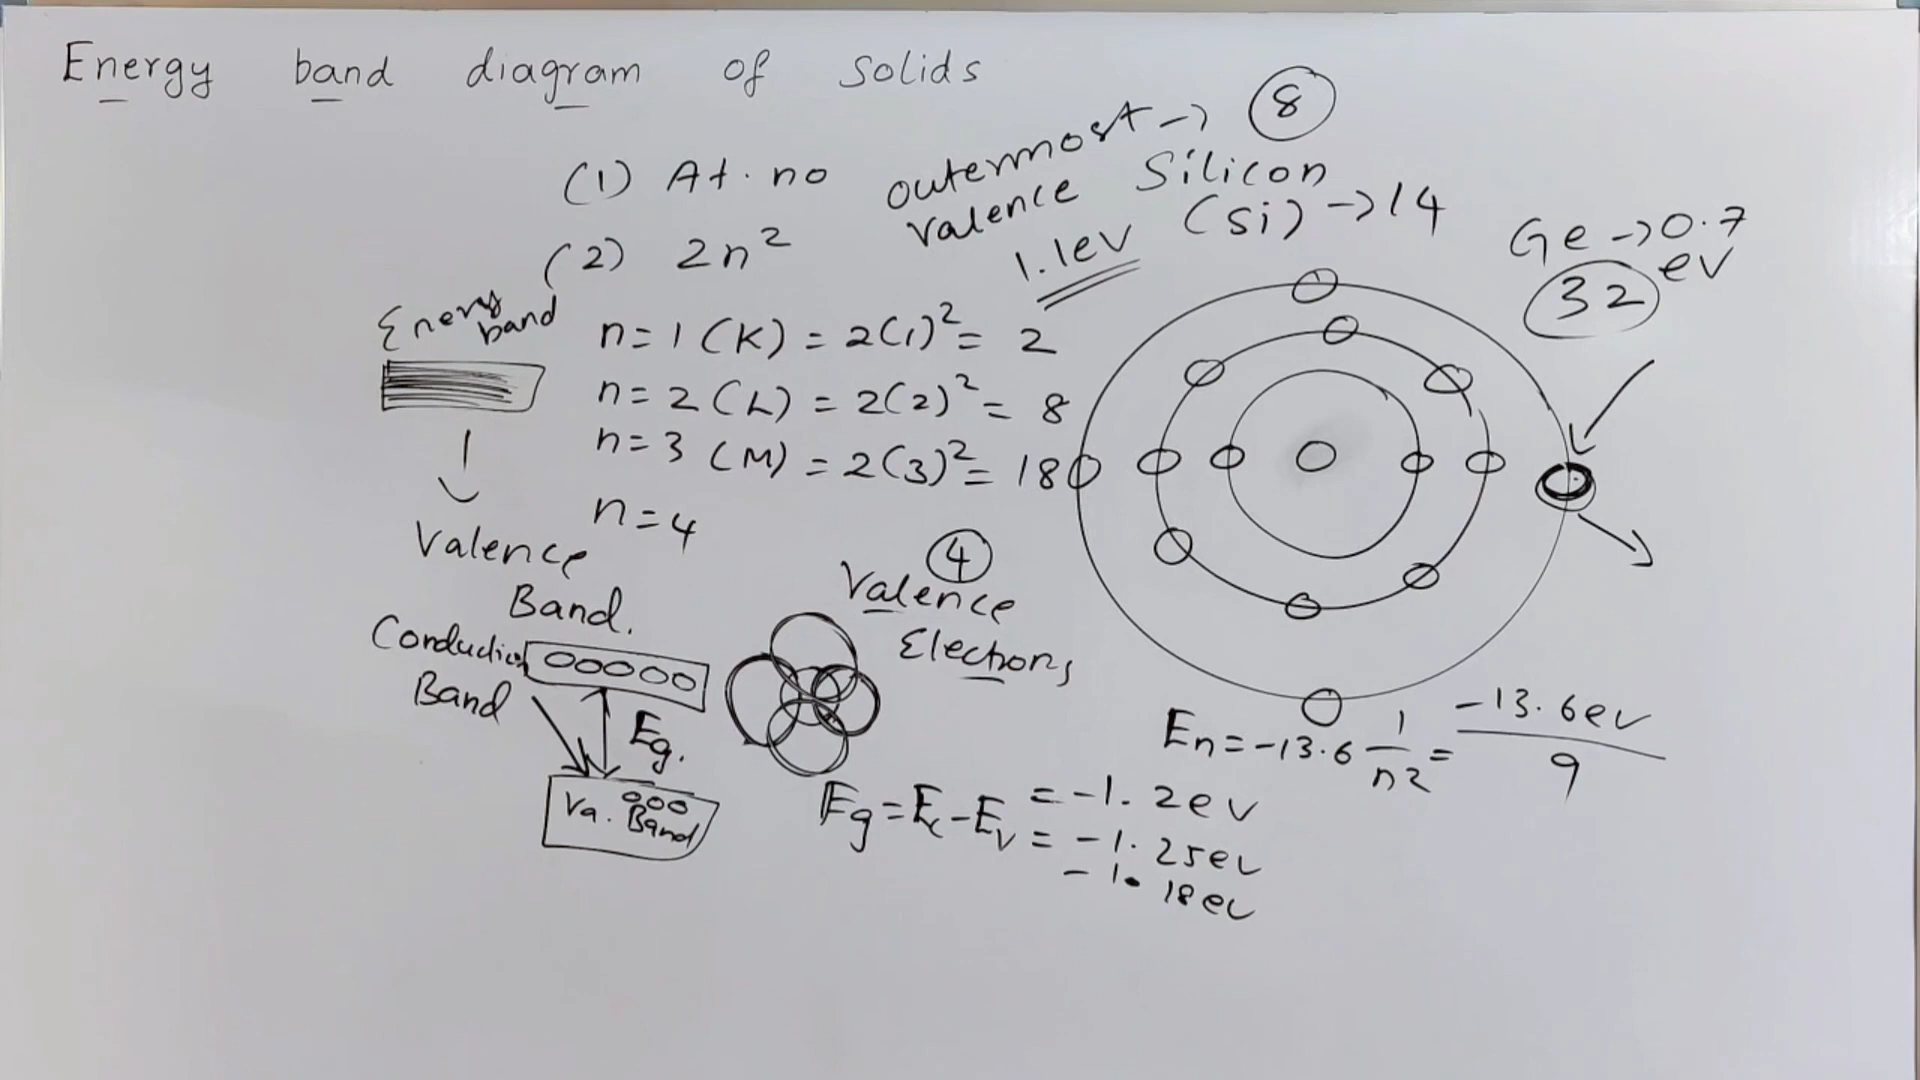 Energy band diagram of solids
(1) At. no
(2) 2n²
outermost → 8
valence
Silicon
(Si) → 14
1.1ev
Ge → 0.7
ev
32
Energy
band
n = 1 (K) = 2(1)² = 2
n = 2 (L) = 2(2)² = 8
n = 3 (M) = 2(3)² = 18
n = 4
Valence
Band.
Conduction
Band
Eg.
Va. Band
4
Valence
Electrons
En = -13.6 1/n2 = -13.6ev/9
Eg = Ec - Ev = -1.2ev
= -1.25ev
-1.18ev